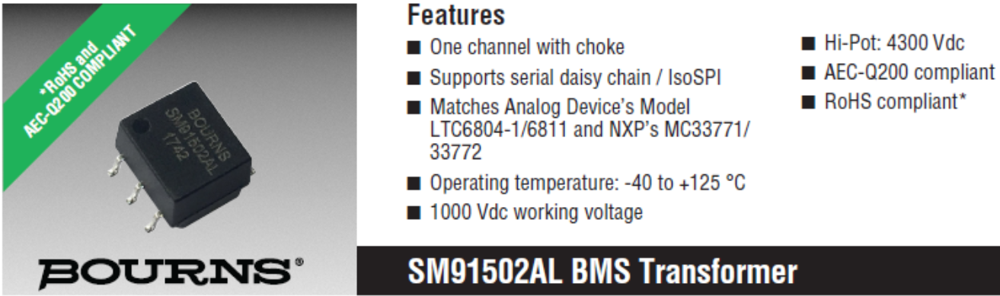 *RoHS and
AEC-Q200 COMPLIANT
BOURNS
SM91502AL
1742
BOURNS®
Features
■ One channel with choke
■ Supports serial daisy chain / IsoSPI
■ Matches Analog Device's Model
LTC6804-1/6811 and NXP's MC33771/
33772
■ Operating temperature: -40 to +125 °C
■ 1000 Vdc working voltage
■ Hi-Pot: 4300 Vdc
■ AEC-Q200 compliant
■ RoHS compliant*
SM91502AL BMS Transformer